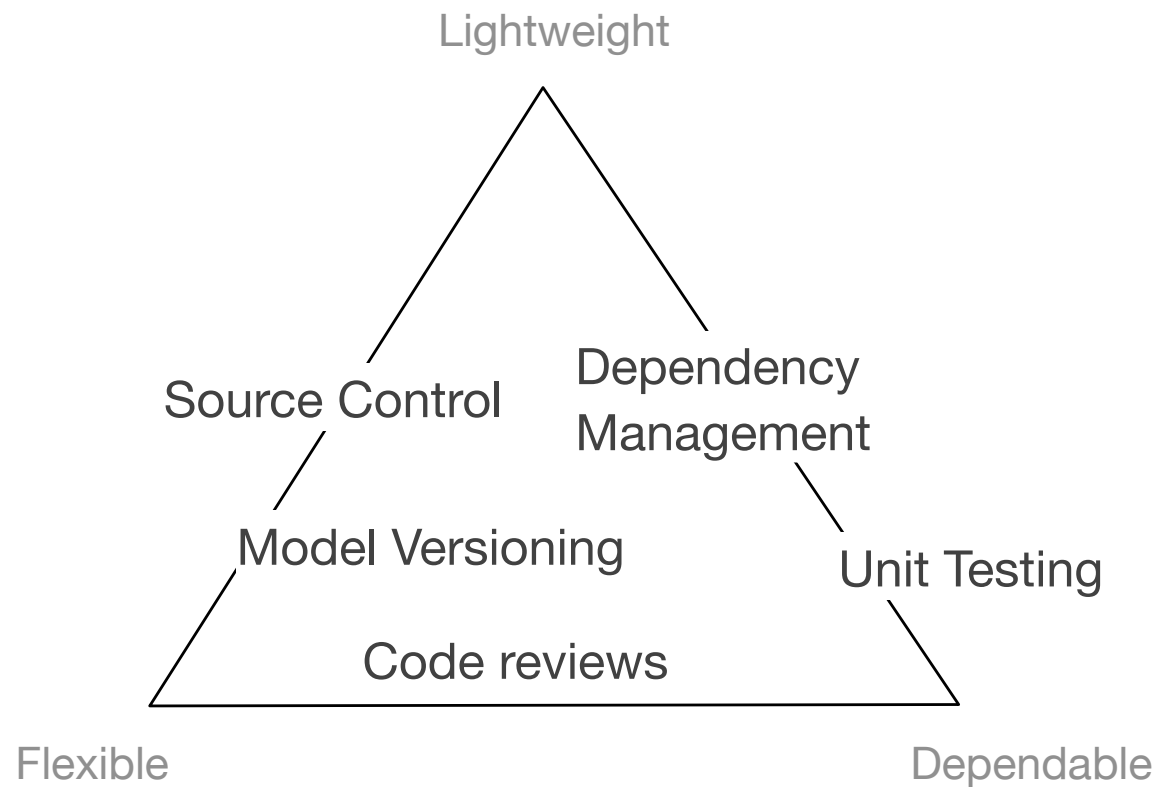 Lightweight
Source Control
Dependency
Management
Model Versioning
Unit Testing
Code reviews
Flexible
Dependable